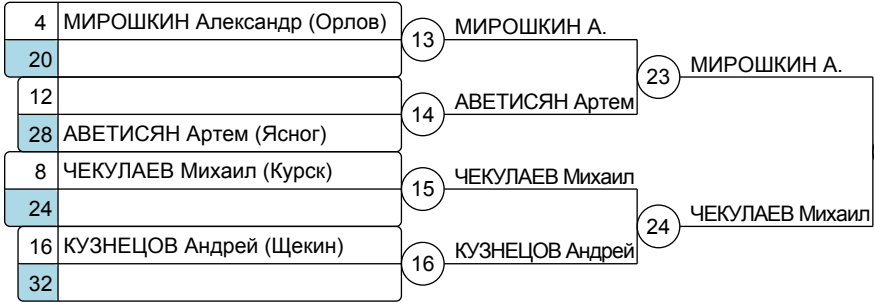 4 МИРОШКИН Александр (Орлов)
20
13 МИРОШКИН А.
12
28 АВЕТИСЯН Артем (Ясног)
14 АВЕТИСЯН Артем
23 МИРОШКИН А.
8 ЧЕКУЛАЕВ Михаил (Курск)
24
15 ЧЕКУЛАЕВ Михаил
16 КУЗНЕЦОВ Андрей (Щекин)
32
16 КУЗНЕЦОВ Андрей
24 ЧЕКУЛАЕВ Михаил